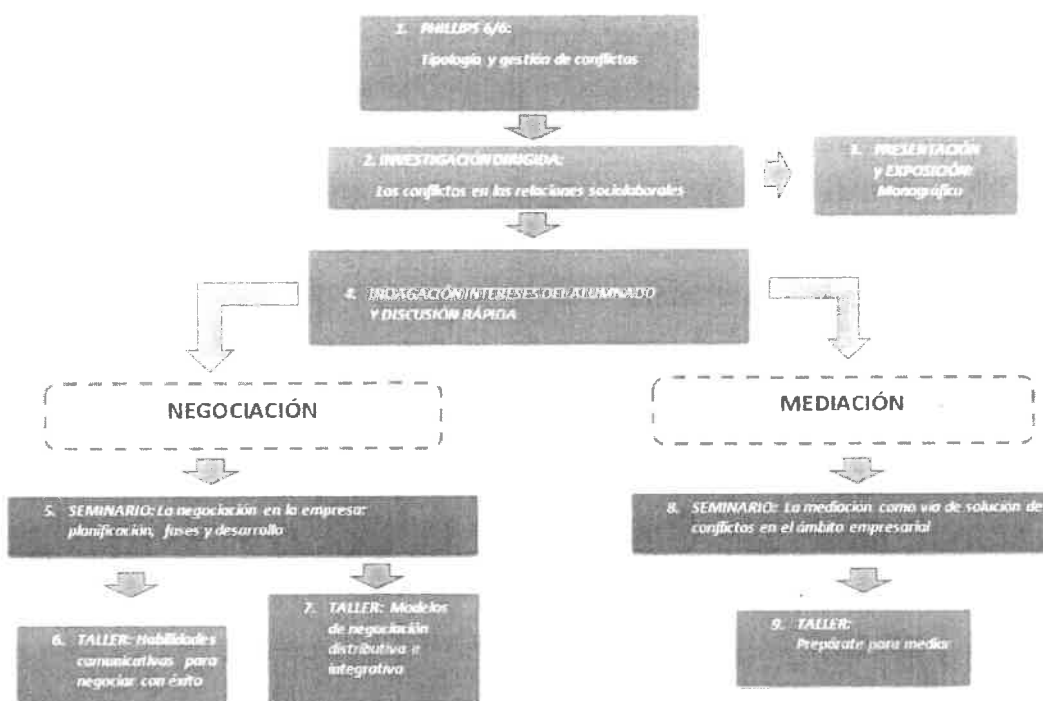 1. PHILLIPS 6/6:
Tipología y gestión de conflictos
2. INVESTIGACIÓN DIRIGIDA:
Los conflictos en las relaciones sociolaborales
3. PRESENTACIÓN
y EXPOSICIÓN:
Monográfico
4. INDAGACIÓN INTERESES DEL ALUMNADO
Y DISCUSIÓN RÁPIDA
NEGOCIACIÓN
MEDIACIÓN
5. SEMINARIO: La negociación en la empresa:
planificación, fases y desarrollo
8. SEMINARIO: La mediación como vía de solución de
conflictos en el ámbito empresarial
6. TALLER: Habilidades
comunicativas para
negociar con éxito
7. TALLER: Modelos
de negociación
distributiva e
integrativa
9. TALLER:
Prepárate para mediar